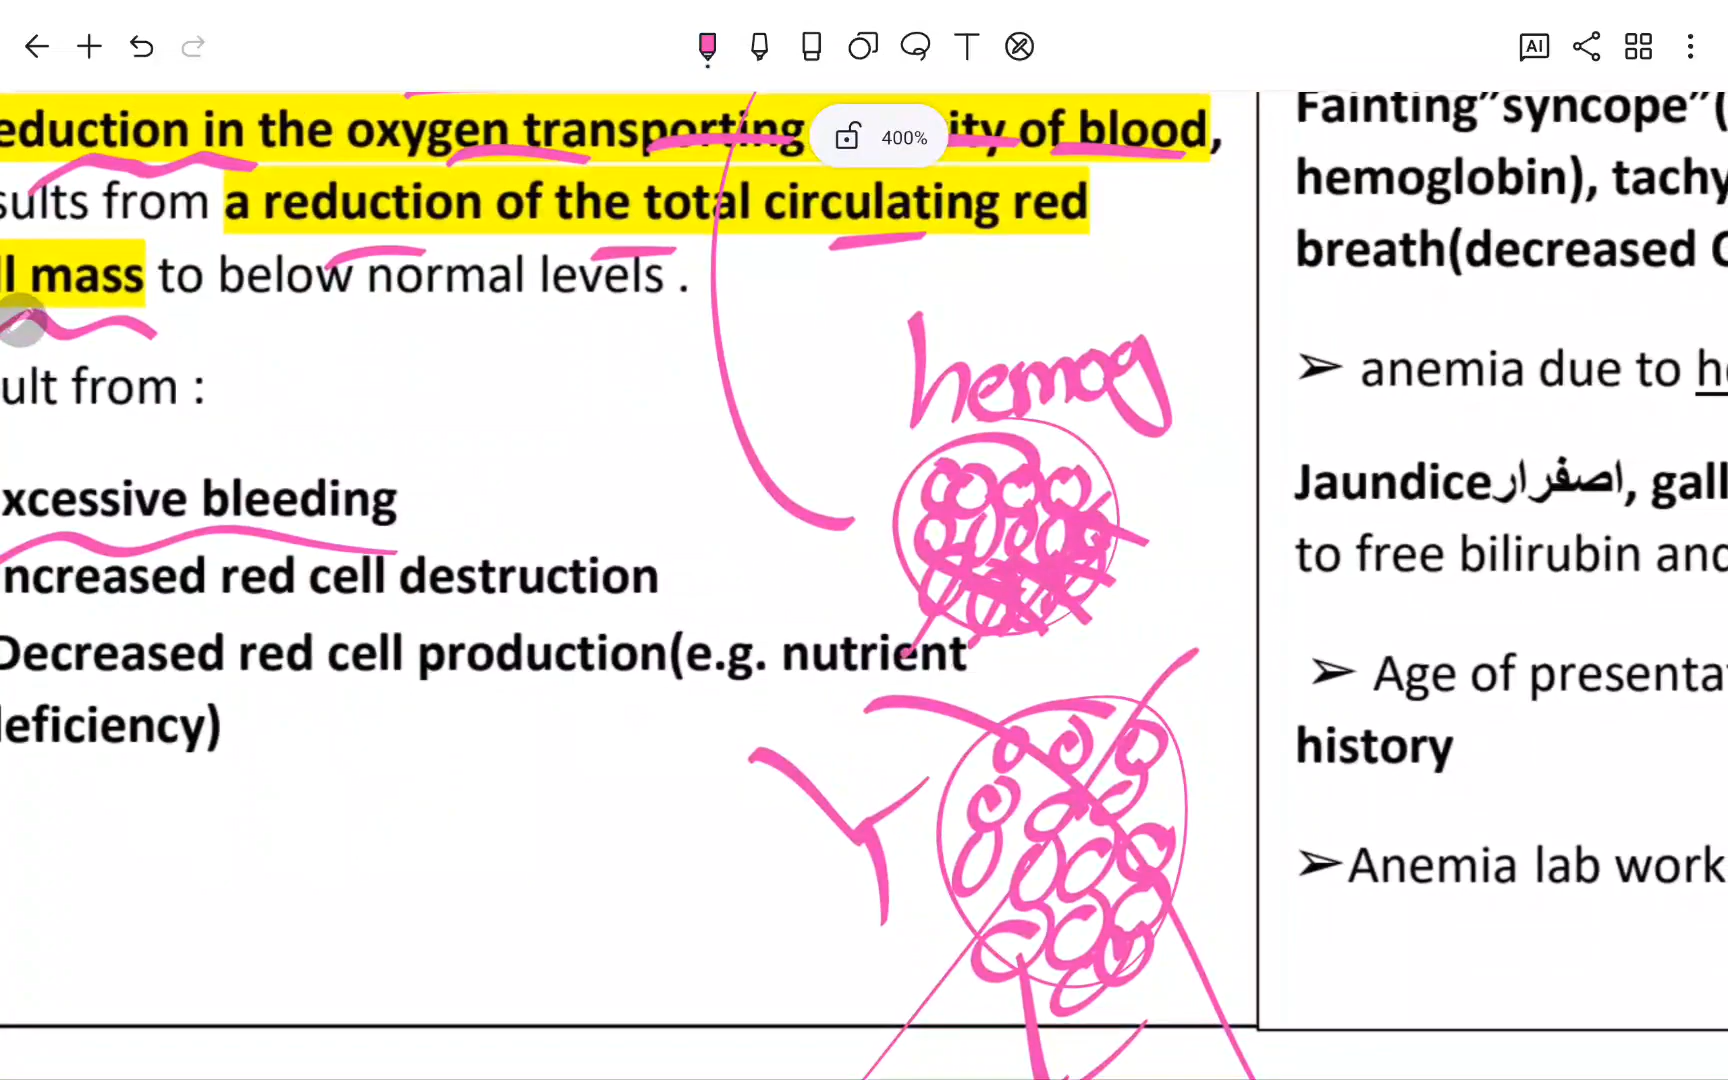 AI
400%
eduction in the oxygen transporting ity of blood,
sults from a reduction of the total circulating red
ll mass to below normal levels .
hemog
ult from :
xcessive bleeding
ncreased red cell destruction
Decreased red cell production(e.g. nutrient
eficiency)
Fainting”syncope”(
hemoglobin), tachy
breath(decreased
➢ anemia due to
Jaundiceاصفرار, gall
to free bilirubin and
➢ Age of presenta
history
➢Anemia lab work